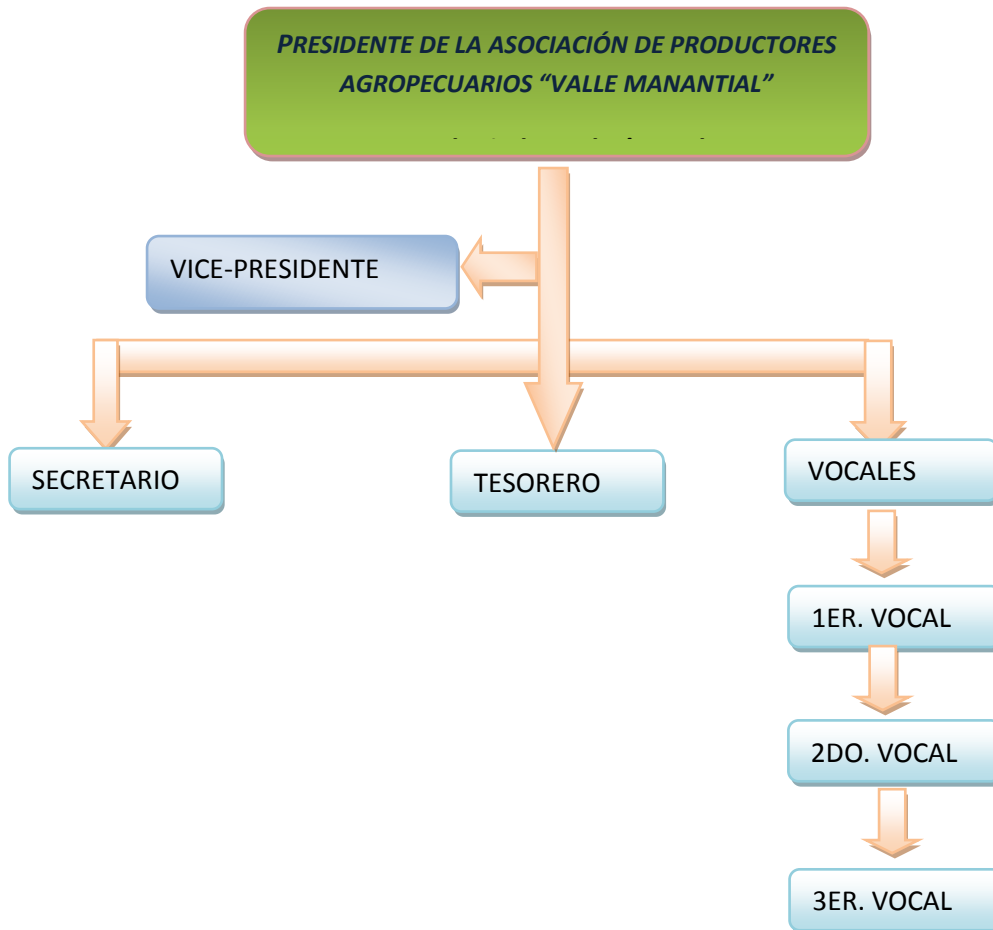 PRESIDENTE DE LA ASOCIACIÓN DE PRODUCTORES
AGROPECUARIOS “VALLE MANANTIAL”
VICE-PRESIDENTE
SECRETARIO
TESORERO
VOCALES
1ER. VOCAL
2DO. VOCAL
3ER. VOCAL